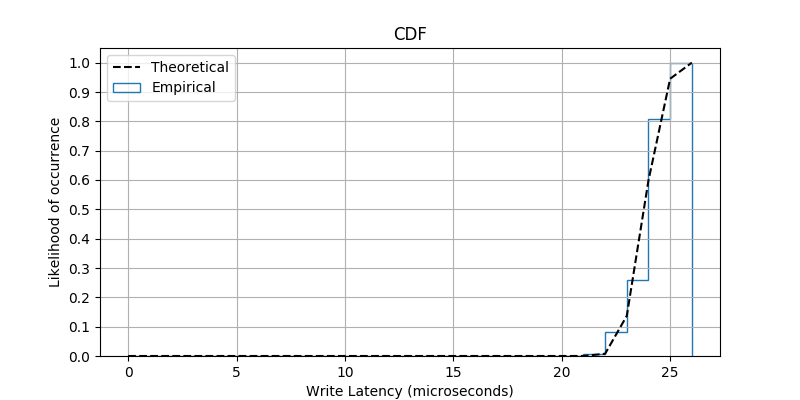 CDF
Theoretical
Empirical
Likelihood of occurrence
1.0
0.9
0.8
0.7
0.6
0.5
0.4
0.3
0.2
0.1
0.0
0 5 10 15 20 25
Write Latency (microseconds)